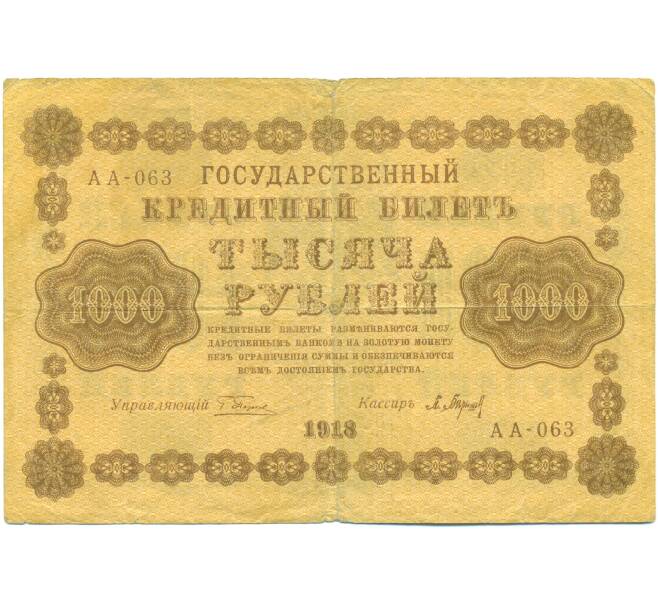 АА-063
ГОСУДАРСТВЕННЫЙ
КРЕДИТНЫЙ БИЛЕТЪ
ТЫСЯЧА
РУБЛЕЙ
1000
1000
КРЕДИТНЫЕ БИЛЕТЫ РАЗМѢНИВАЮТСЯ ГОСУ-
ДАРСТВЕННЫМЪ БАНКОМЪ НА ЗОЛОТУЮ МОНЕТУ
БЕЗЪ ОГРАНИЧЕНІЯ СУММЫ И ОБЕЗПЕЧИВАЮТСЯ
ВСѢМЪ ДОСТОЯНІЕМЪ ГОСУДАРСТВА.
Управляющій
Кассиръ
1918
АА-063